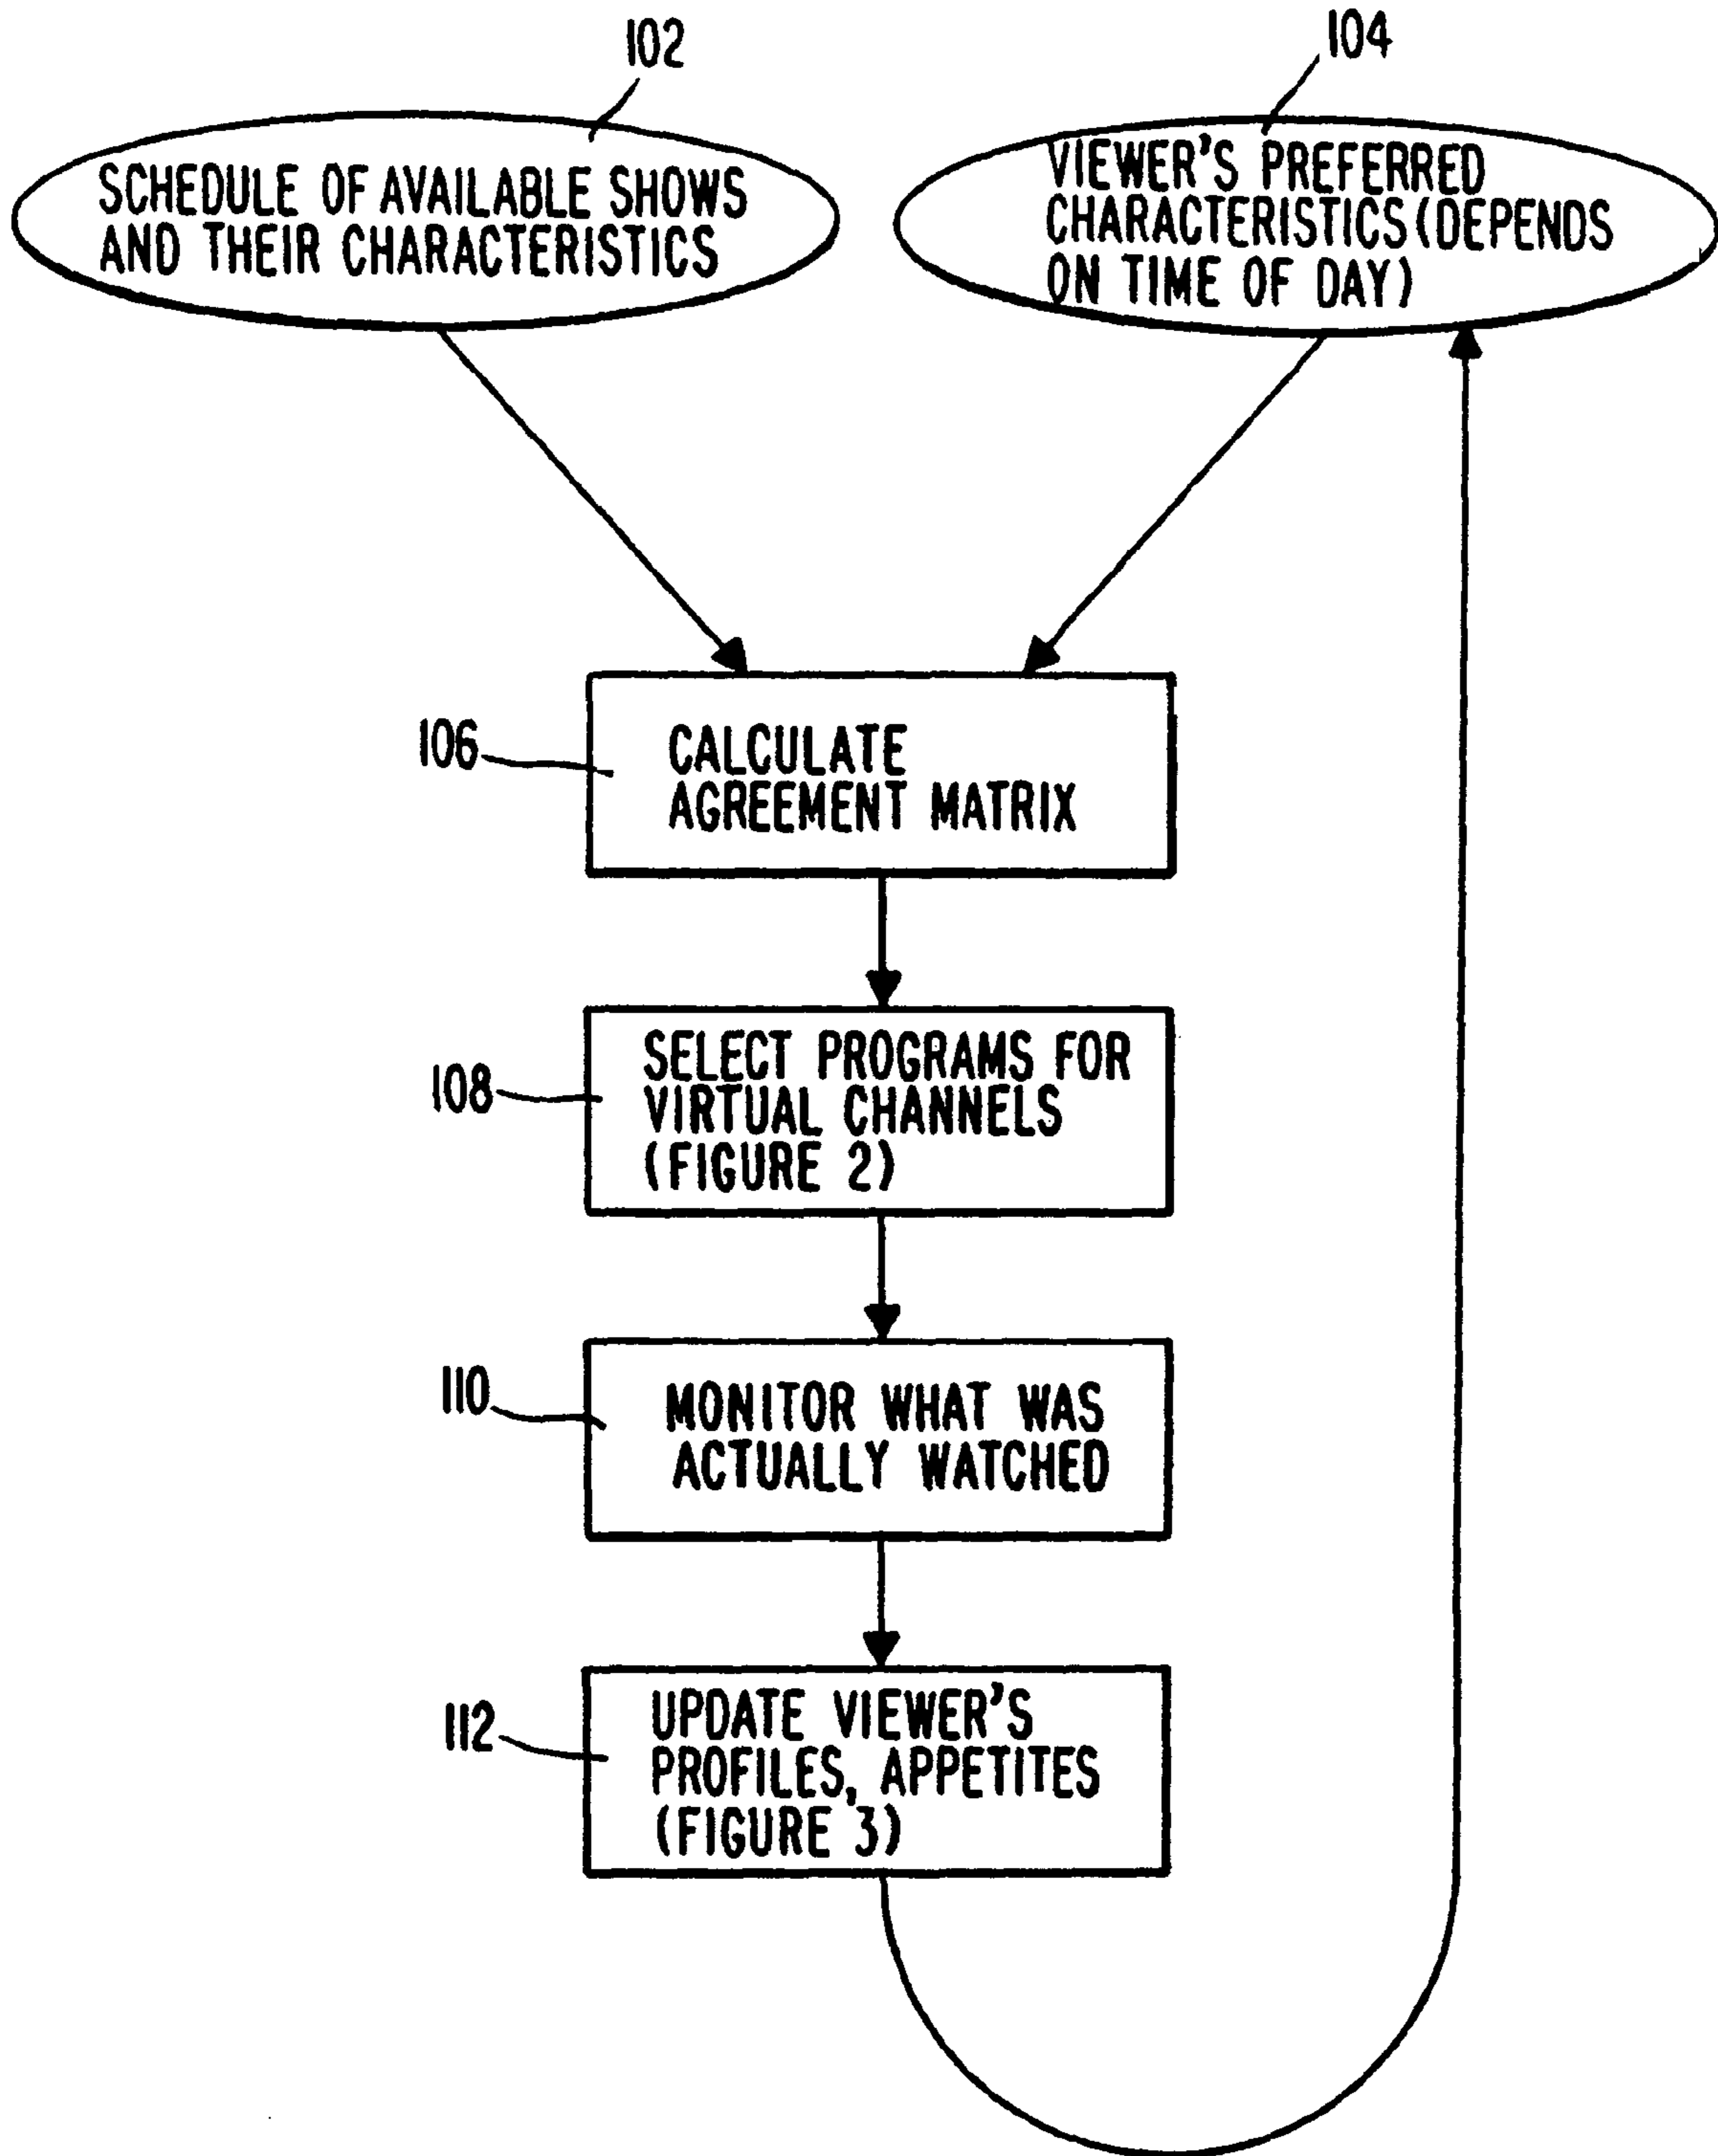 102
104
SCHEDULE OF AVAILABLE SHOWS
AND THEIR CHARACTERISTICS
VIEWER'S PREFERRED
CHARACTERISTICS (DEPENDS
ON TIME OF DAY)
106
CALCULATE
AGREEMENT MATRIX
108
SELECT PROGRAMS FOR
VIRTUAL CHANNELS
(FIGURE 2)
110
MONITOR WHAT WAS
ACTUALLY WATCHED
112
UPDATE VIEWER'S
PROFILES, APPETITES
(FIGURE 3)